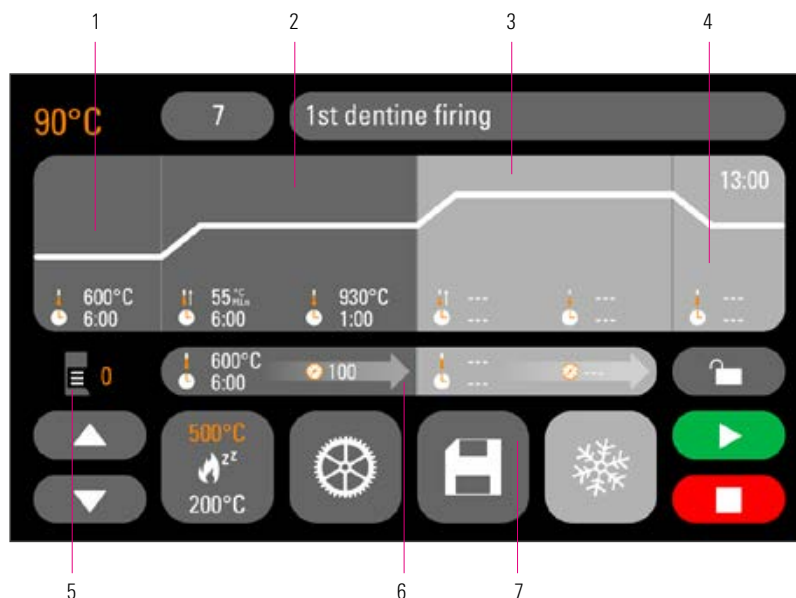 1 2 3 4
90°C 7 1st dentine firing
13:00
600°C 55 °C Min 930°C --- --- ---
6:00 6:00 1:00 --- --- ---
600°C 100 --- ---
0 6:00 ---
500°C
zz
200°C
5 6 7